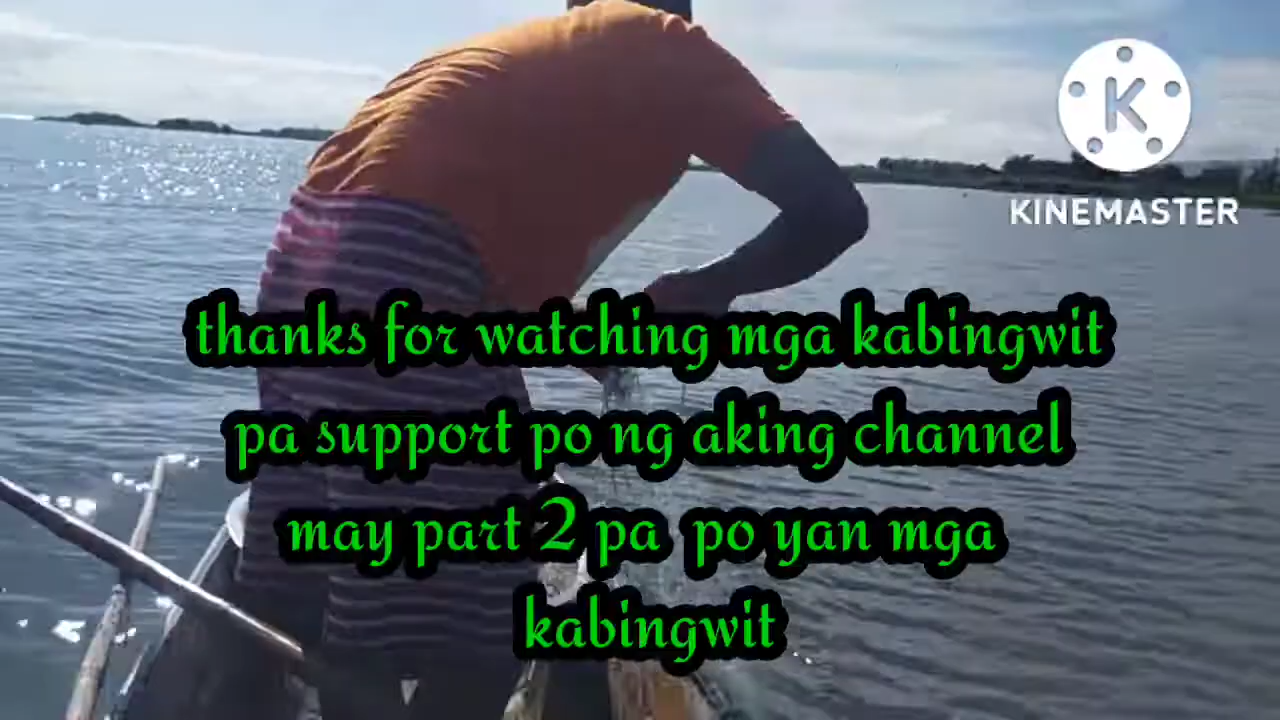 K
KINEMASTER
thanks for watching mga kabingwit
pa support po ng aking channel
may part 2 pa po yan mga
kabingwit